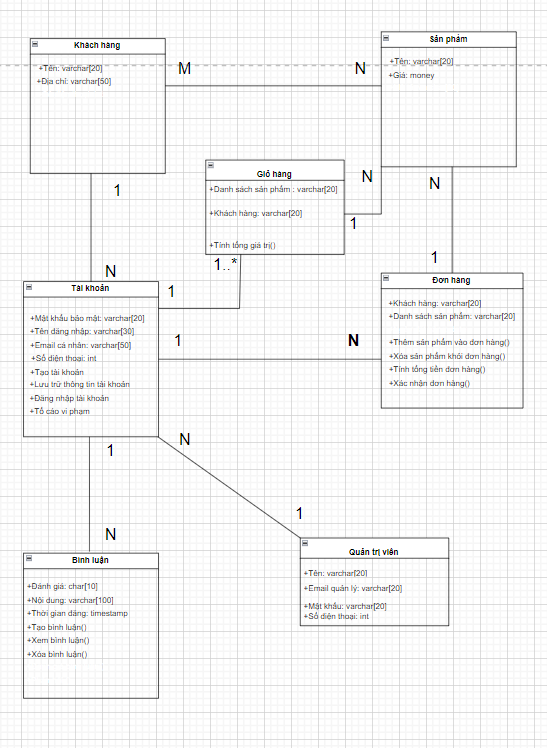 Khách hàng
+Tên: varchar[20]
+Địa chỉ: varchar[50]
M
N
Sản phẩm
+Tên: varchar[20]
+Giá: money
1
N
Giỏ hàng
+Danh sách sản phẩm : varchar[20]
+Khách hàng: varchar[20]
+Tính tổng giá trị()
N
1
1..*
1
N
1
Tài khoản
+Mật khẩu bảo mật: varchar[20]
+Tên đăng nhập: varchar[30]
+Email cá nhân: varchar[50]
+Số điện thoại: int
+Tạo tài khoản
+Lưu trữ thông tin tài khoản
+Đăng nhập tài khoản
+Tố cáo vi phạm
1
N
Đơn hàng
+Khách hàng: varchar[20]
+Danh sách sản phẩm: varchar[20]
+Thêm sản phẩm vào đơn hàng()
+Xóa sản phẩm khỏi đơn hàng()
+Tính tổng tiền đơn hàng()
+Xác nhận đơn hàng()
1
N
N
1
Bình luận
+Đánh giá: char[10]
+Nội dung: varchar[100]
+Thời gian đăng: timestamp
+Tạo bình luận()
+Xem bình luận()
+Xóa bình luận()
Quản trị viên
+Tên: varchar[20]
+Email quản lý: varchar[20]
+Mật khẩu: varchar[20]
+Số điện thoại: int